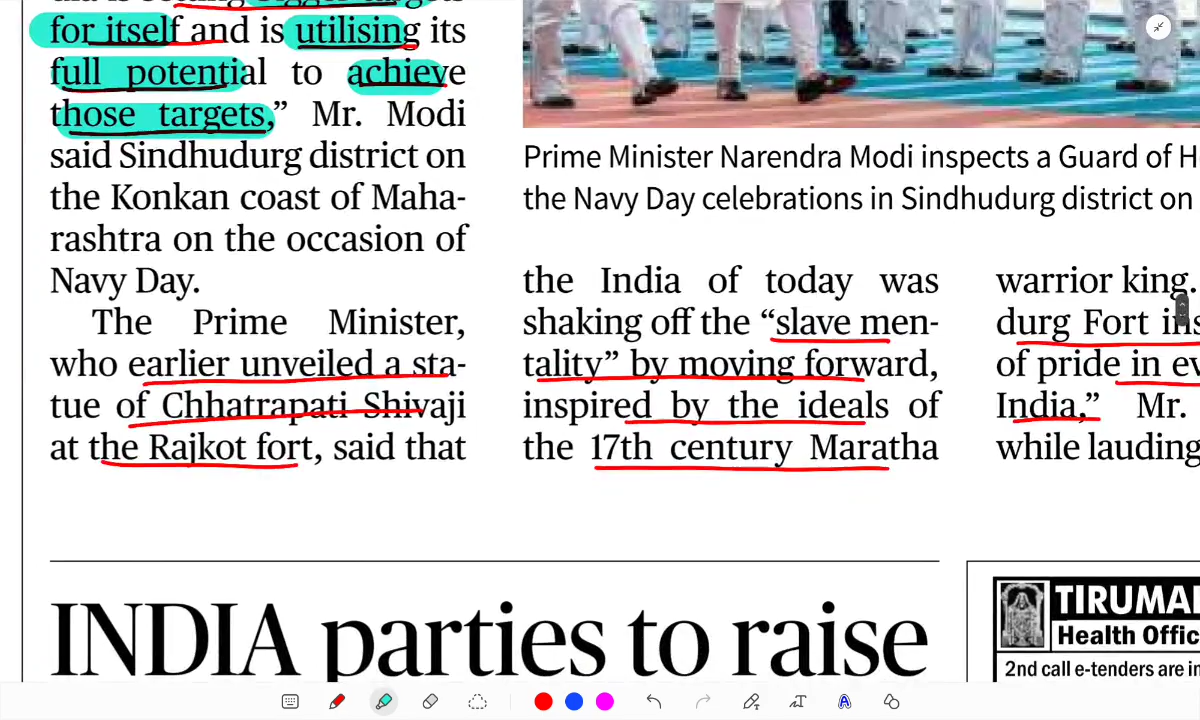 for itself and is utilising its
full potential to achieve
those targets,” Mr. Modi
said Sindhudurg district on
the Konkan coast of Maha-
rashtra on the occasion of
Navy Day.
The Prime Minister,
who earlier unveiled a sta-
tue of Chhatrapati Shivaji
at the Rajkot fort, said that
Prime Minister Narendra Modi inspects a Guard of H
the Navy Day celebrations in Sindhudurg district on
the India of today was
shaking off the “slave men-
tality” by moving forward,
inspired by the ideals of
the 17th century Maratha
warrior king.
durg Fort ins
of pride in ev
India,” Mr.
while lauding
INDIA parties to raise
TIRUMAL
Health Offic
2nd call e-tenders are in